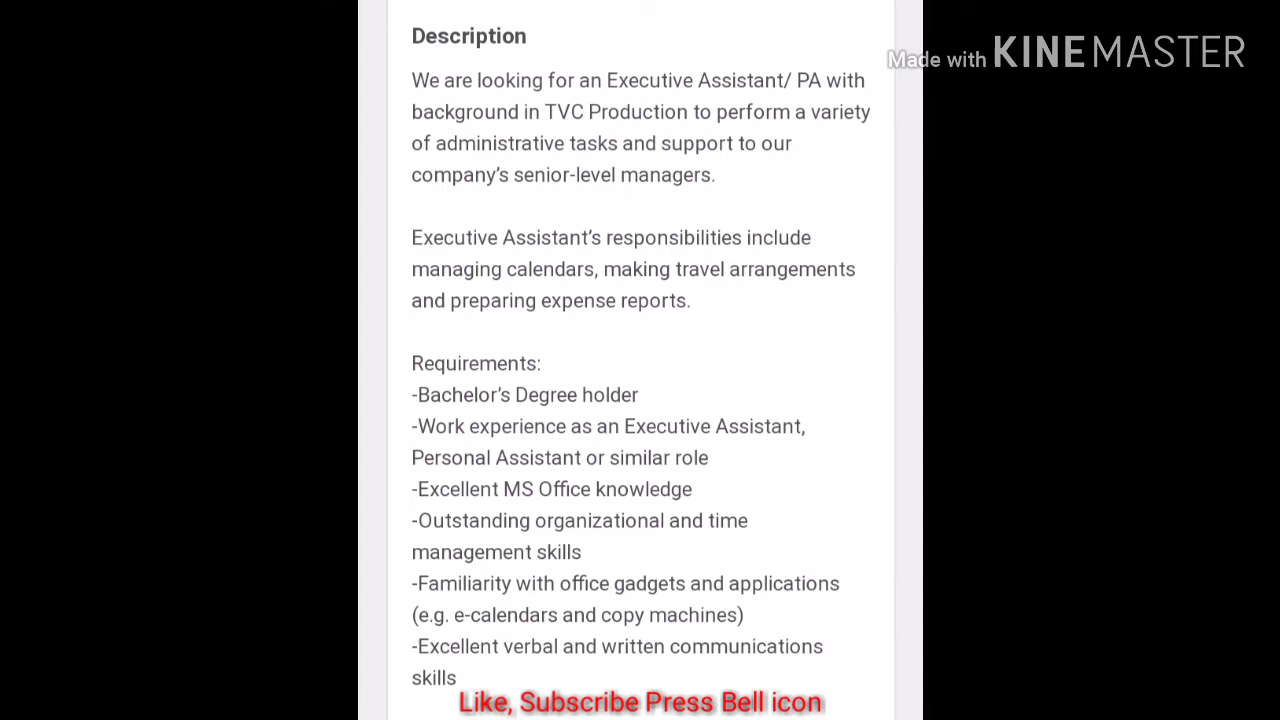 Description
Made with KINEMASTER
We are looking for an Executive Assistant/ PA with
background in TVC Production to perform a variety
of administrative tasks and support to our
company’s senior-level managers.
Executive Assistant’s responsibilities include
managing calendars, making travel arrangements
and preparing expense reports.
Requirements:
-Bachelor’s Degree holder
-Work experience as an Executive Assistant,
Personal Assistant or similar role
-Excellent MS Office knowledge
-Outstanding organizational and time
management skills
-Familiarity with office gadgets and applications
(e.g. e-calendars and copy machines)
-Excellent verbal and written communications
skills
Like, Subscribe Press Bell icon